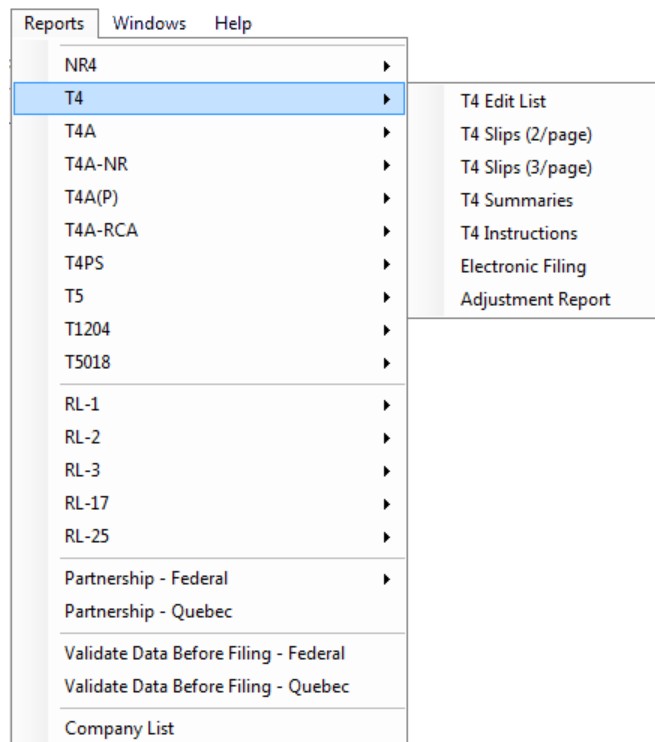 Reports Windows Help
NR4
T4
T4A
T4A-NR
T4A(P)
T4A-RCA
T4PS
T5
T1204
T5018
RL-1
RL-2
RL-3
RL-17
RL-25
Partnership - Federal
Partnership - Quebec
Validate Data Before Filing - Federal
Validate Data Before Filing - Quebec
Company List
T4 Edit List
T4 Slips (2/page)
T4 Slips (3/page)
T4 Summaries
T4 Instructions
Electronic Filing
Adjustment Report